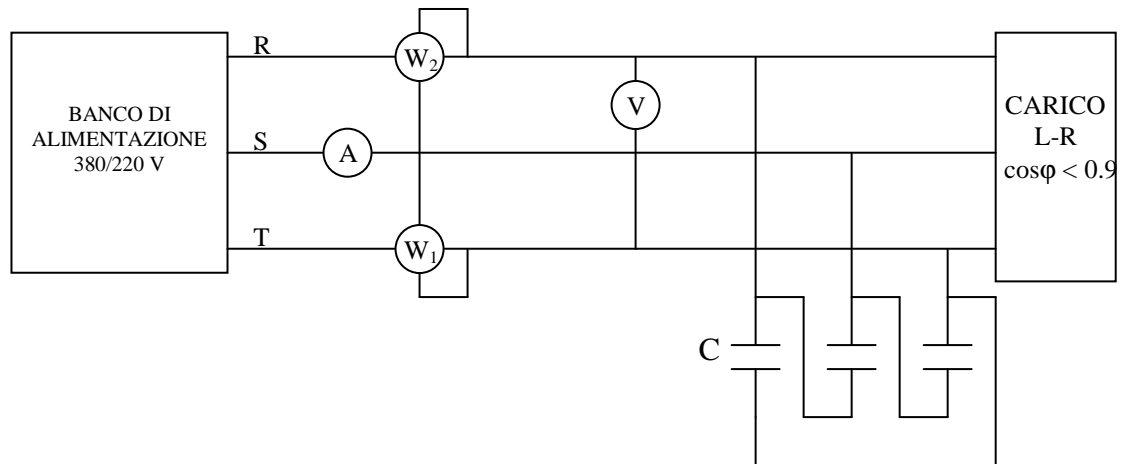 R
W₂
BANCO DI
ALIMENTAZIONE
380/220 V
V
CARICO
L-R
cosφ < 0.9
S
A
T
W₁
C